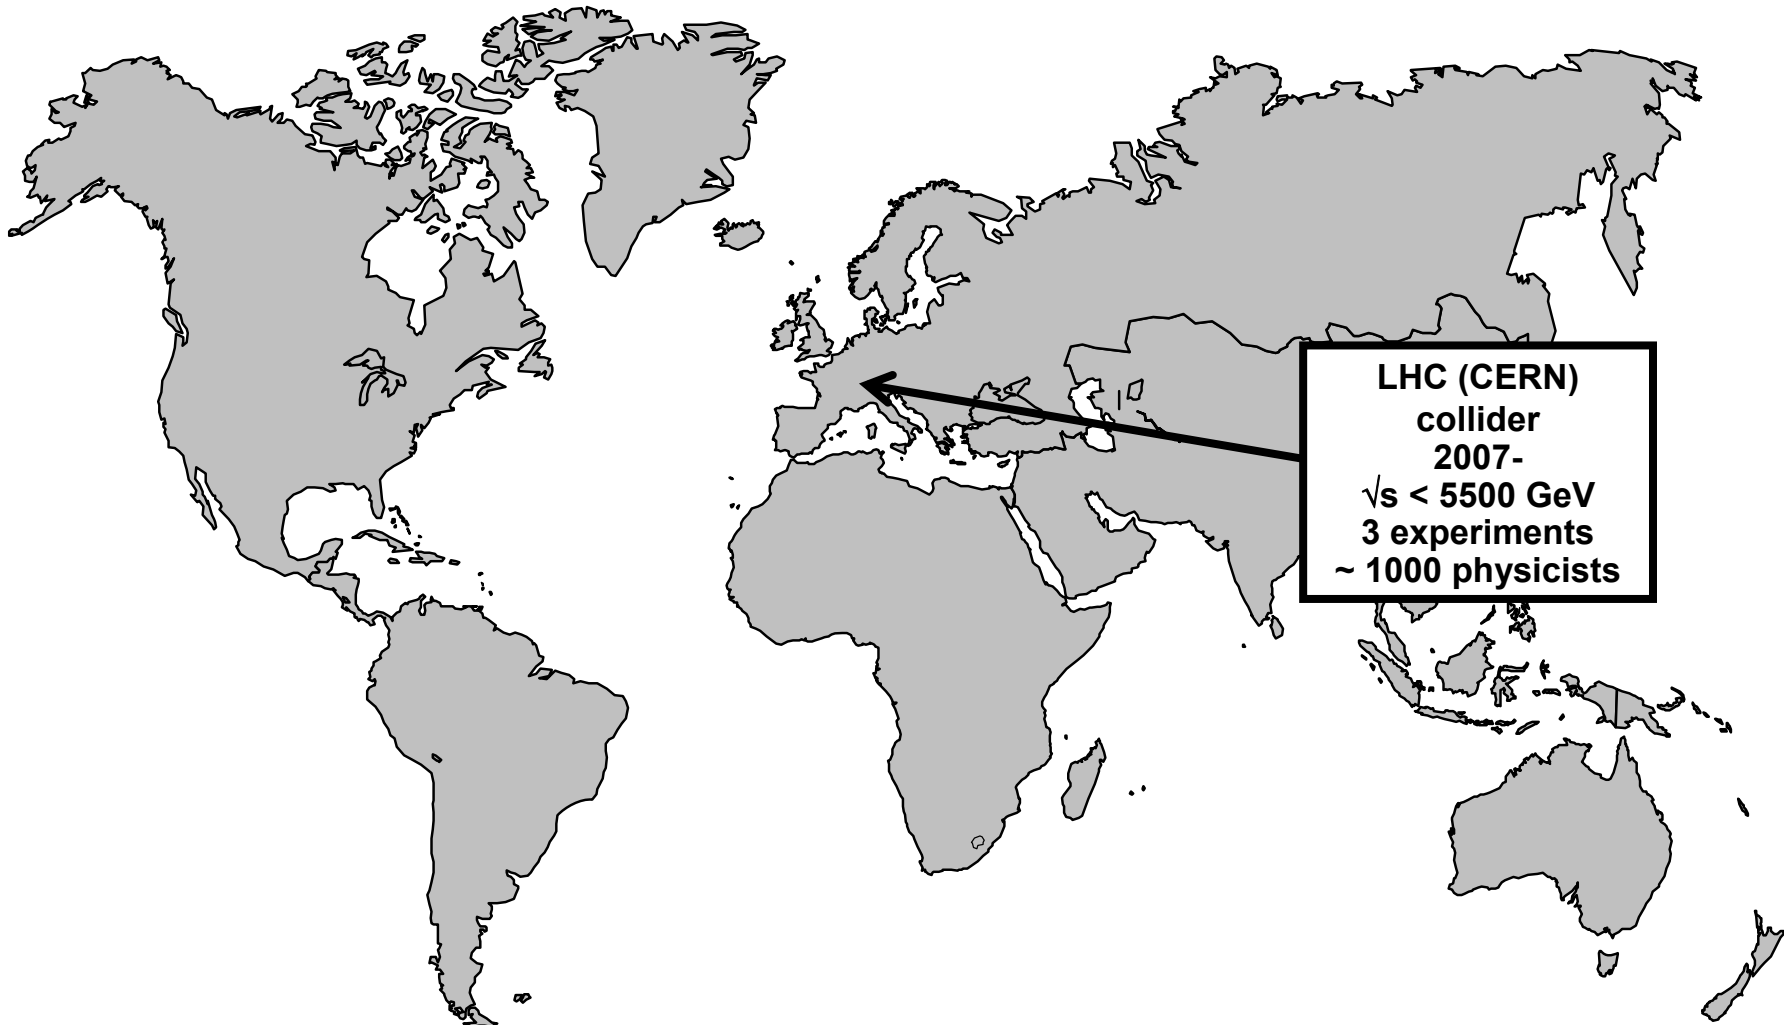 LHC (CERN)
collider
2007-
√s < 5500 GeV
3 experiments
~ 1000 physicists